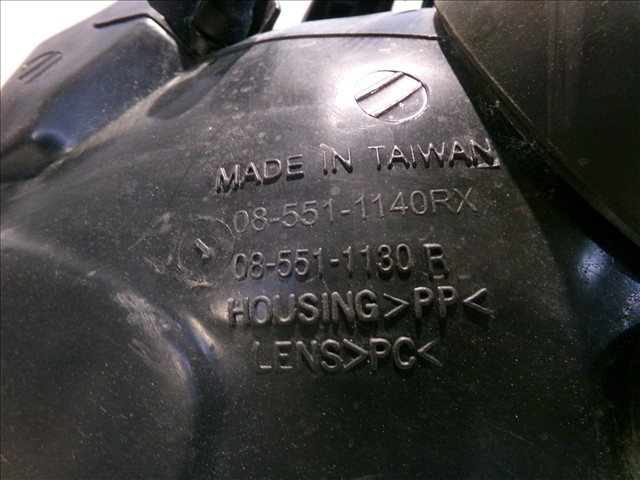 MADE IN TAIWAN
08-551-1140RX
08-551-1130 R
HOUSING>PP<
LENS>PC<